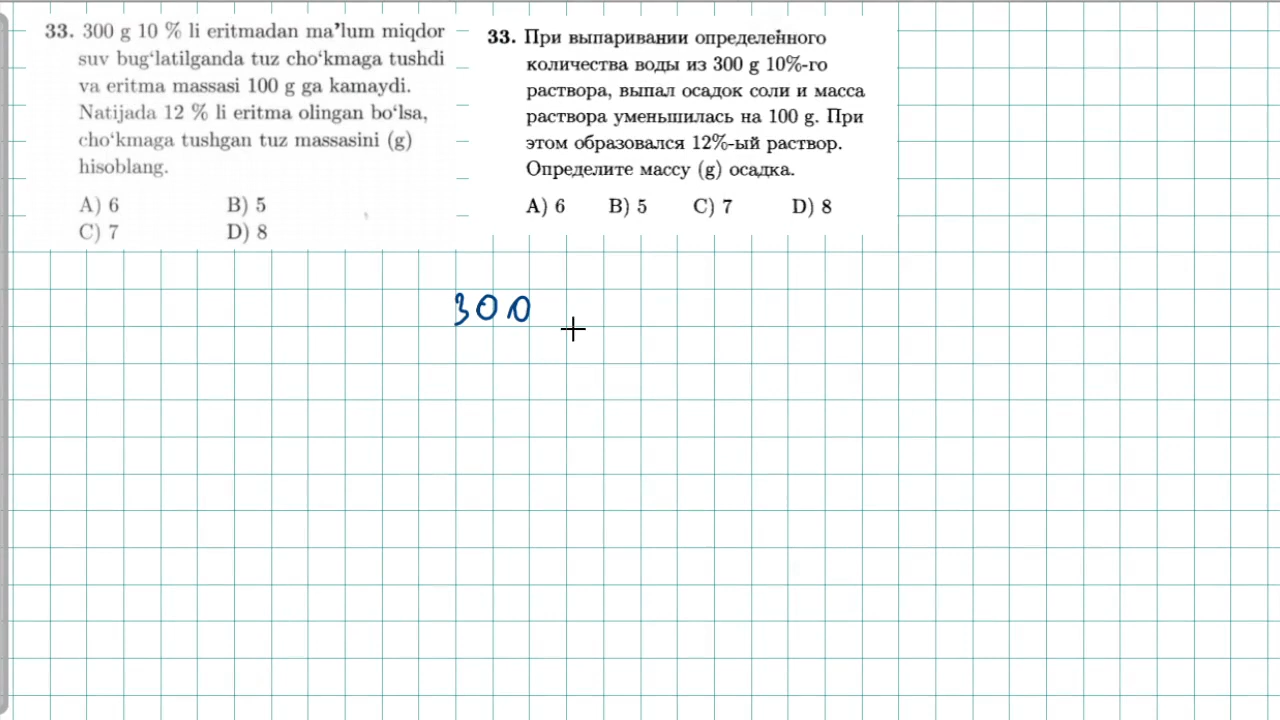 33. 300 g 10 % li eritmadan ma’lum miqdor
suv bug‘latilganda tuz cho‘kmaga tushdi
va eritma massasi 100 g ga kamaydi.
Natijada 12 % li eritma olingan bo‘lsa,
cho‘kmaga tushgan tuz massasini (g)
hisoblang.
A) 6 B) 5
C) 7 D) 8
33. При выпаривании определенного
количества воды из 300 g 10%-го
раствора, выпал осадок соли и масса
раствора уменьшилась на 100 g. При
этом образовался 12%-ый раствор.
Определите массу (g) осадка.
A) 6 B) 5 C) 7 D) 8
300